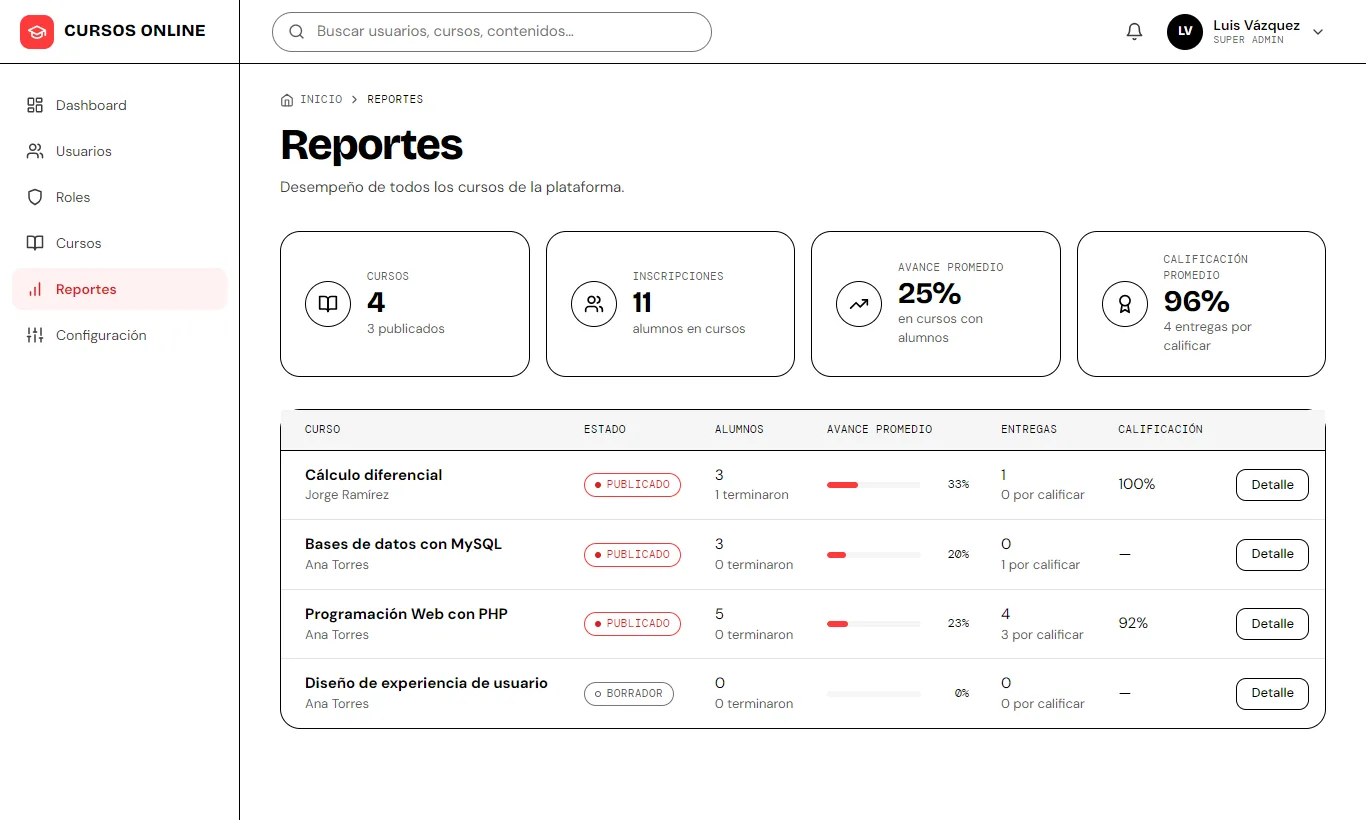 CURSOS ONLINE
Buscar usuarios, cursos, contenidos...
LV
Luis Vázquez
SUPER ADMIN
Dashboard
Usuarios
Roles
Cursos
Reportes
Configuración
INICIO > REPORTES
Reportes
Desempeño de todos los cursos de la plataforma.
CURSOS
4
3 publicados
INSCRIPCIONES
11
alumnos en cursos
AVANCE PROMEDIO
25%
en cursos con
alumnos
CALIFICACIÓN
PROMEDIO
96%
4 entregas por
calificar
CURSO ESTADO ALUMNOS AVANCE PROMEDIO ENTREGAS CALIFICACIÓN
Cálculo diferencial
Jorge Ramírez
PUBLICADO
3
1 terminaron
33%
1
0 por calificar
100%
Detalle
Bases de datos con MySQL
Ana Torres
PUBLICADO
3
0 terminaron
20%
0
1 por calificar
—
Detalle
Programación Web con PHP
Ana Torres
PUBLICADO
5
0 terminaron
23%
4
3 por calificar
92%
Detalle
Diseño de experiencia de usuario
Ana Torres
BORRADOR
0
0 terminaron
0%
0
0 por calificar
—
Detalle